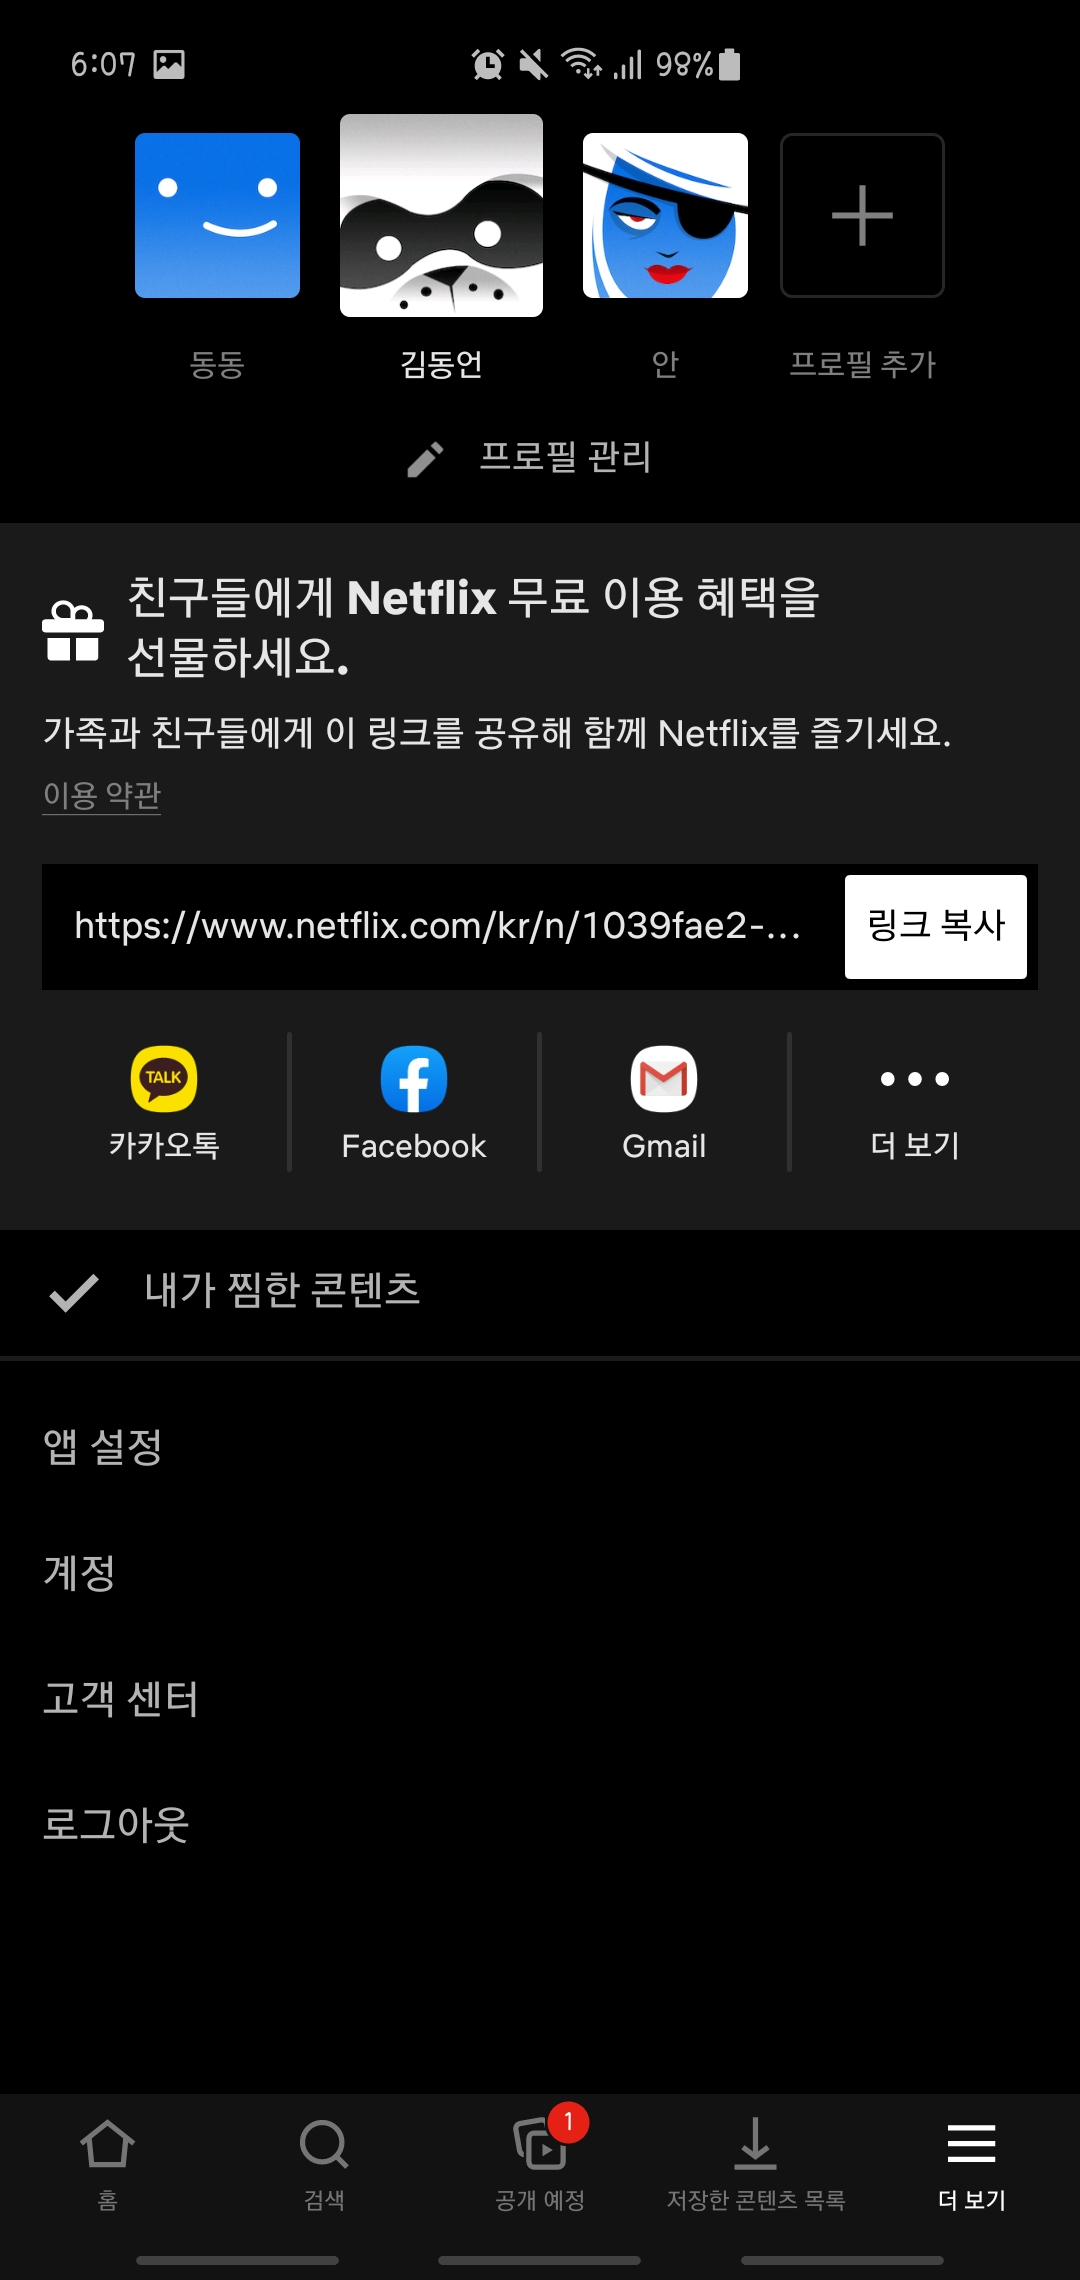 6:07 98%
동동 김동언 안 프로필 추가
프로필 관리
친구들에게 Netflix 무료 이용 혜택을
선물하세요.
가족과 친구들에게 이 링크를 공유해 함께 Netflix를 즐기세요.
이용 약관
https://www.netflix.com/kr/n/1039fae2-... 링크 복사
TALK
카카오톡 Facebook Gmail 더 보기
내가 찜한 콘텐츠
앱 설정
계정
고객 센터
로그아웃
1
홈 검색 공개 예정 저장한 콘텐츠 목록 더 보기